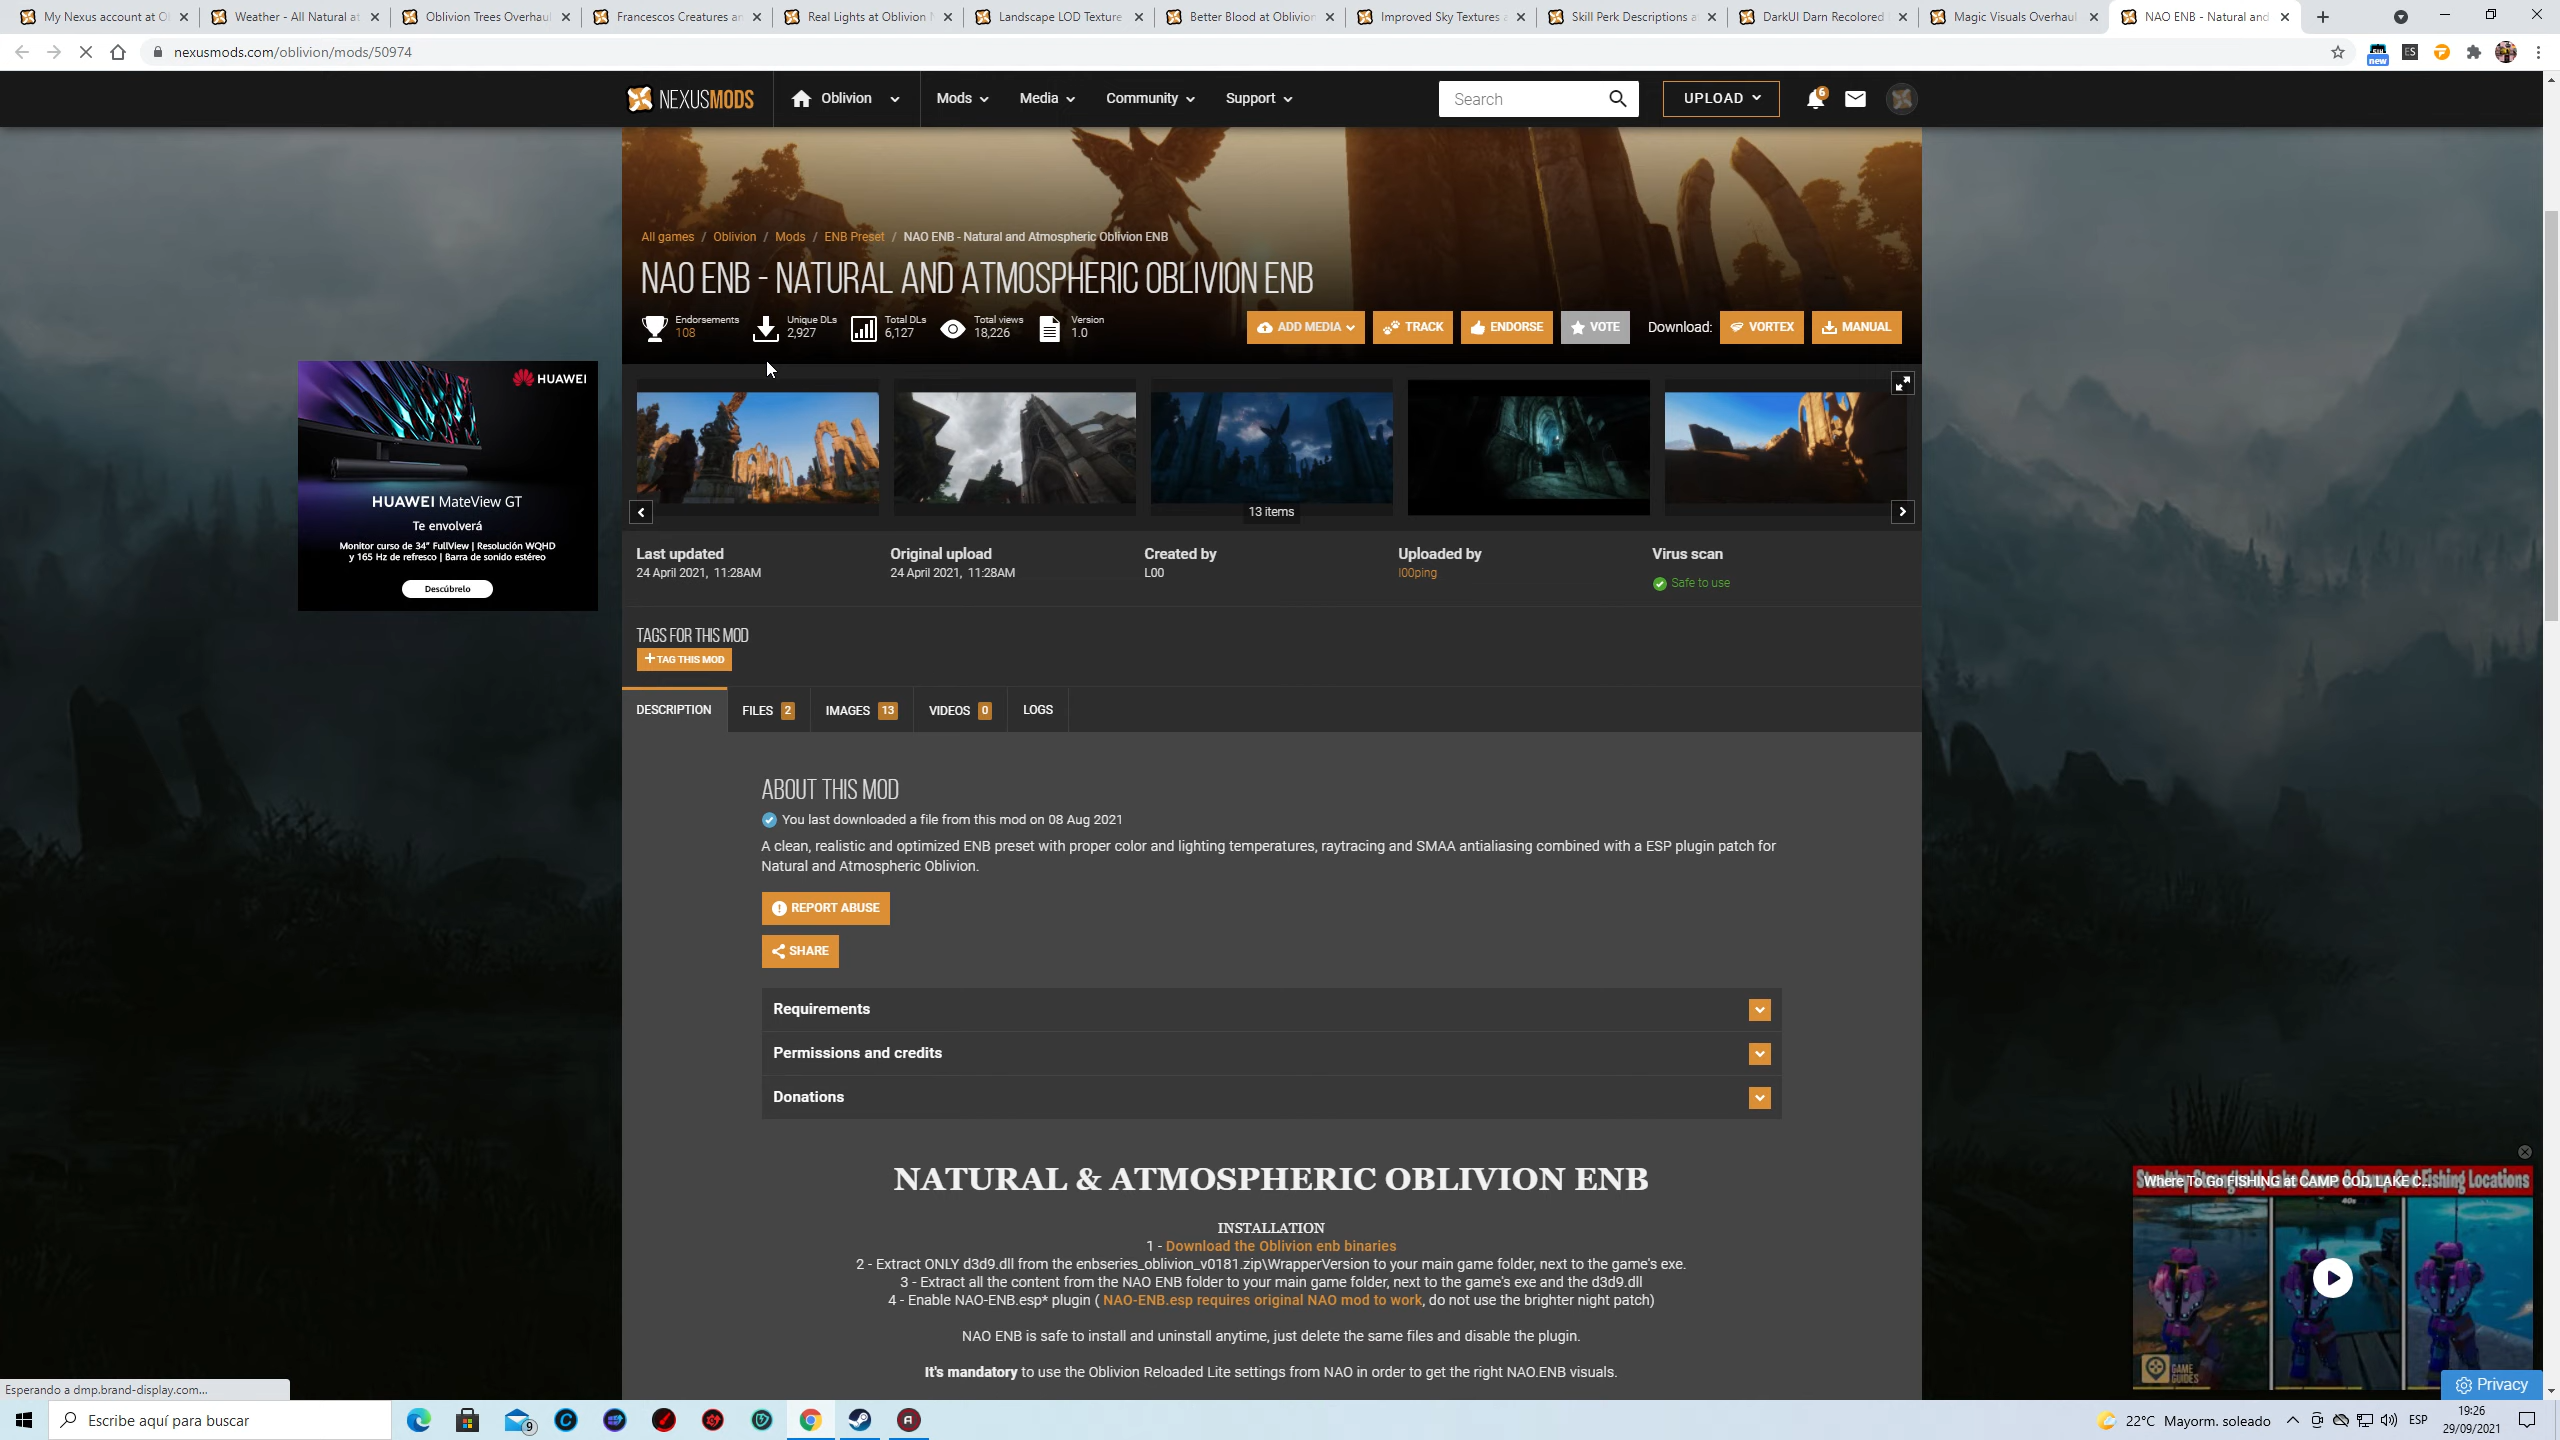 My Nexus account at O
Weather - All Natural at
Oblivion Trees Overhau
Francescos Creatures an
Real Lights at Oblivion
Landscape LOD Texture
Better Blood at Oblivion
Improved Sky Textures
Skill Perk Descriptions
DarkUI Darn Recolored
Magic Visuals Overhaul
NAO ENB - Natural and
nexusmods.com/oblivion/mods/50974
new
ES
NEXUSMODS
Oblivion
Mods
Media
Community
Support
Search
UPLOAD
6
All games / Oblivion / Mods / ENB Preset / NAO ENB - Natural and Atmospheric Oblivion ENB
NAO ENB - NATURAL AND ATMOSPHERIC OBLIVION ENB
Endorsements
108
Unique DLs
2,927
Total DLs
6,127
Total views
18,226
Version
1.0
ADD MEDIA
TRACK
ENDORSE
VOTE
Download:
VORTEX
MANUAL
HUAWEI
HUAWEI MateView GT
Te envolverá
Monitor curso de 34" FullView | Resolución WQHD
y 165 Hz de refresco | Barra de sonido estéreo
Descúbrelo
13 items
Last updated
24 April 2021, 11:28AM
Original upload
24 April 2021, 11:28AM
Created by
L00
Uploaded by
l00ping
Virus scan
Safe to use
TAGS FOR THIS MOD
+ TAG THIS MOD
DESCRIPTION
FILES 2
IMAGES 13
VIDEOS 0
LOGS
ABOUT THIS MOD
You last downloaded a file from this mod on 08 Aug 2021
A clean, realistic and optimized ENB preset with proper color and lighting temperatures, raytracing and SMAA antialiasing combined with a ESP plugin patch for
Natural and Atmospheric Oblivion.
REPORT ABUSE
SHARE
Requirements
Permissions and credits
Donations
NATURAL & ATMOSPHERIC OBLIVION ENB
INSTALLATION
1 - Download the Oblivion enb binaries
2 - Extract ONLY d3d9.dll from the enbseries_oblivion_v0181.zip\WrapperVersion to your main game folder, next to the game's exe.
3 - Extract all the content from the NAO ENB folder to your main game folder, next to the game's exe and the d3d9.dll
4 - Enable NAO-ENB.esp* plugin ( NAO-ENB.esp requires original NAO mod to work, do not use the brighter night patch)
NAO ENB is safe to install and uninstall anytime, just delete the same files and disable the plugin.
It's mandatory to use the Oblivion Reloaded Lite settings from NAO in order to get the right NAO.ENB visuals.
Where To Go FISHING at CAMP COD, LAKE C...
Fishing Locations
GAME
GUIDES
Privacy
Esperando a dmp.brand-display.com...
Escribe aquí para buscar
9
22°C Mayorm. soleado
ESP
19:26
29/09/2021